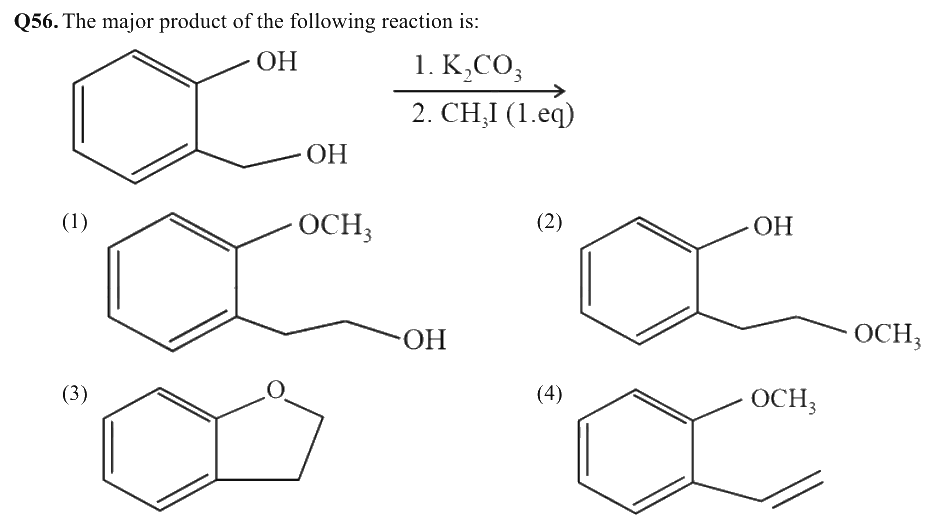 Q56. The major product of the following reaction is:
OH
1. K₂CO₃
2. CH₃I (1.eq)
OH
(1)
OCH₃
OH
(2)
OH
OCH₃
(3)
O
(4)
OCH₃